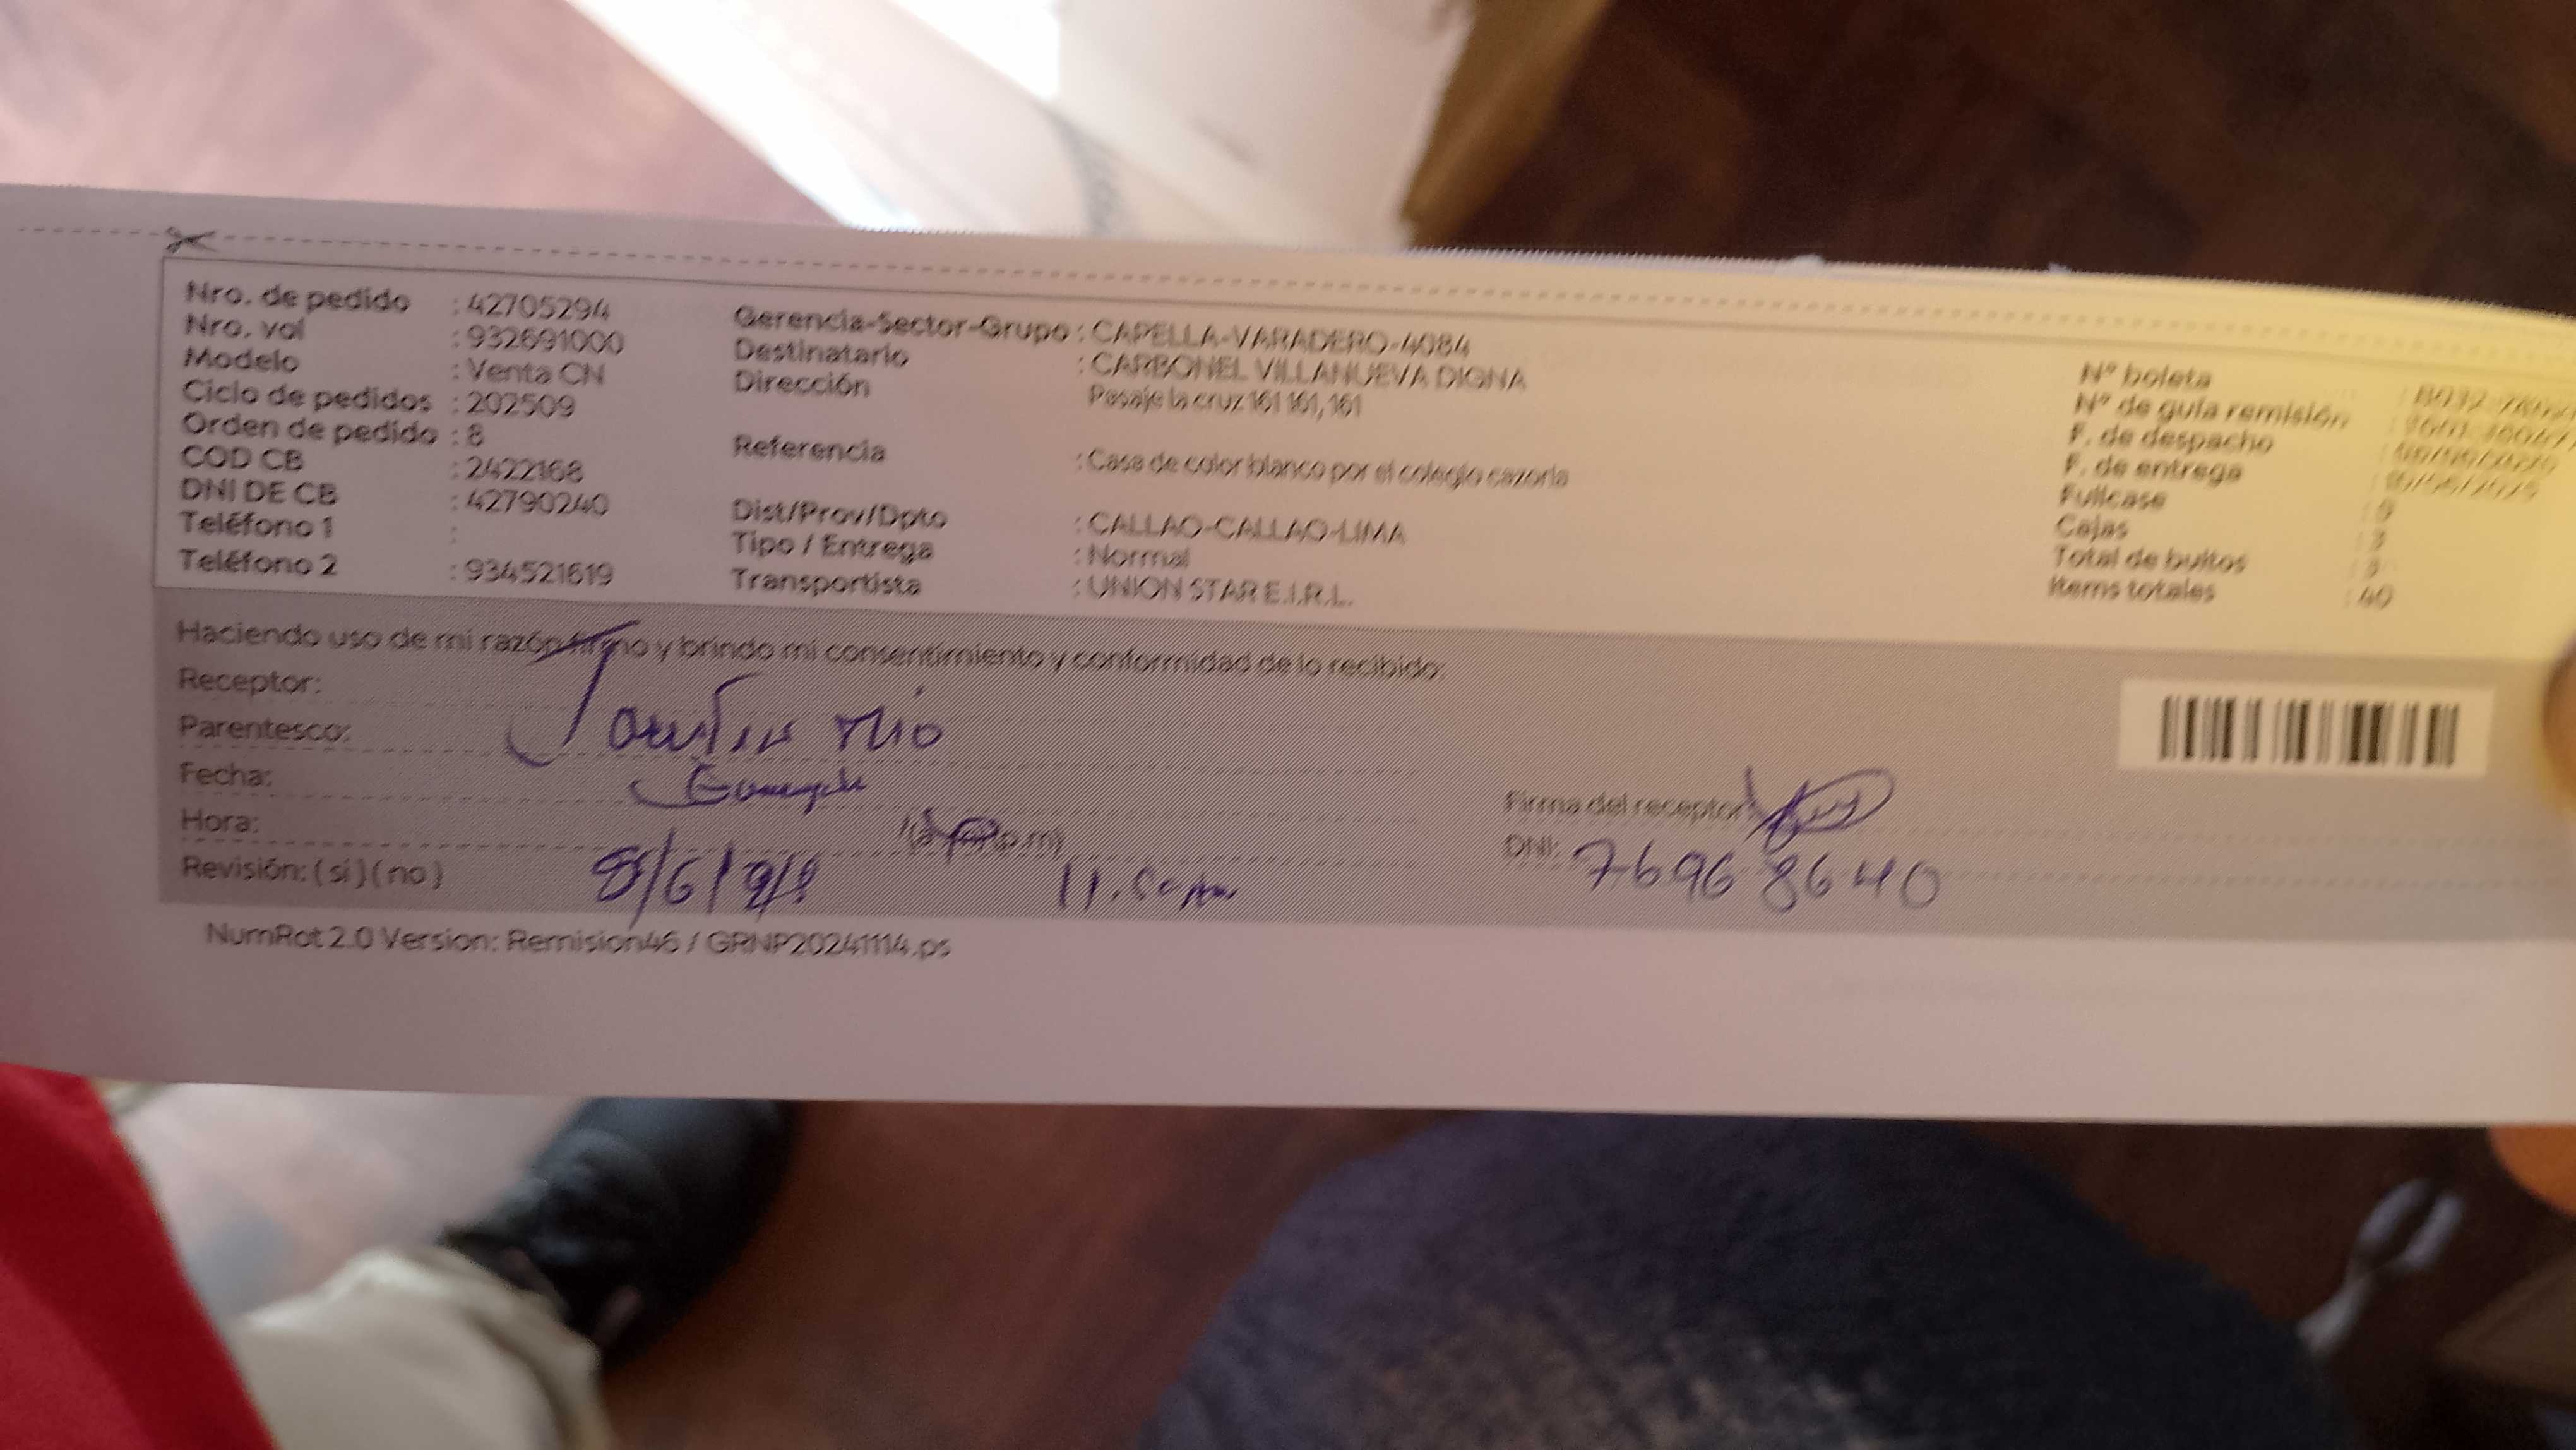 Nro. de pedido : 42705294
Nro. vol : 932691000
Modelo : Venta CN
Ciclo de pedidos : 202509
Orden de pedido : 8
COD CB : 2422168
DNI DE CB : 42790240
Teléfono 1 :
Teléfono 2 : 934521619
Gerencia-Sector-Grupo : CAPELLA-VARADERO-4084
Destinatario : CARBONEL VILLANUEVA DIGNA
Dirección : Pasaje la cruz 161 161, 161
Referencia : Casa de color blanco por el colegio cazorla
Dist/Prov/Dpto : CALLAO-CALLAO-LIMA
Tipo / Entrega : Normal
Transportista : UNION STAR E.I.R.L.
N° boleta
N° de guía remisión
F. de despacho
F. de entrega
Fullcase
Cajas : 3
Total de bultos : 3
Items totales : 40
Haciendo uso de mi razón firmo y brindo mi consentimiento y conformidad de lo recibido:
Receptor:
Parentesco:
Fecha:
Hora:
Revisión: ( si ) ( no )
Firma del receptor:
DNI: 76968640
NumRot 2.0 Version: Remision46 / GRNP20241114.ps